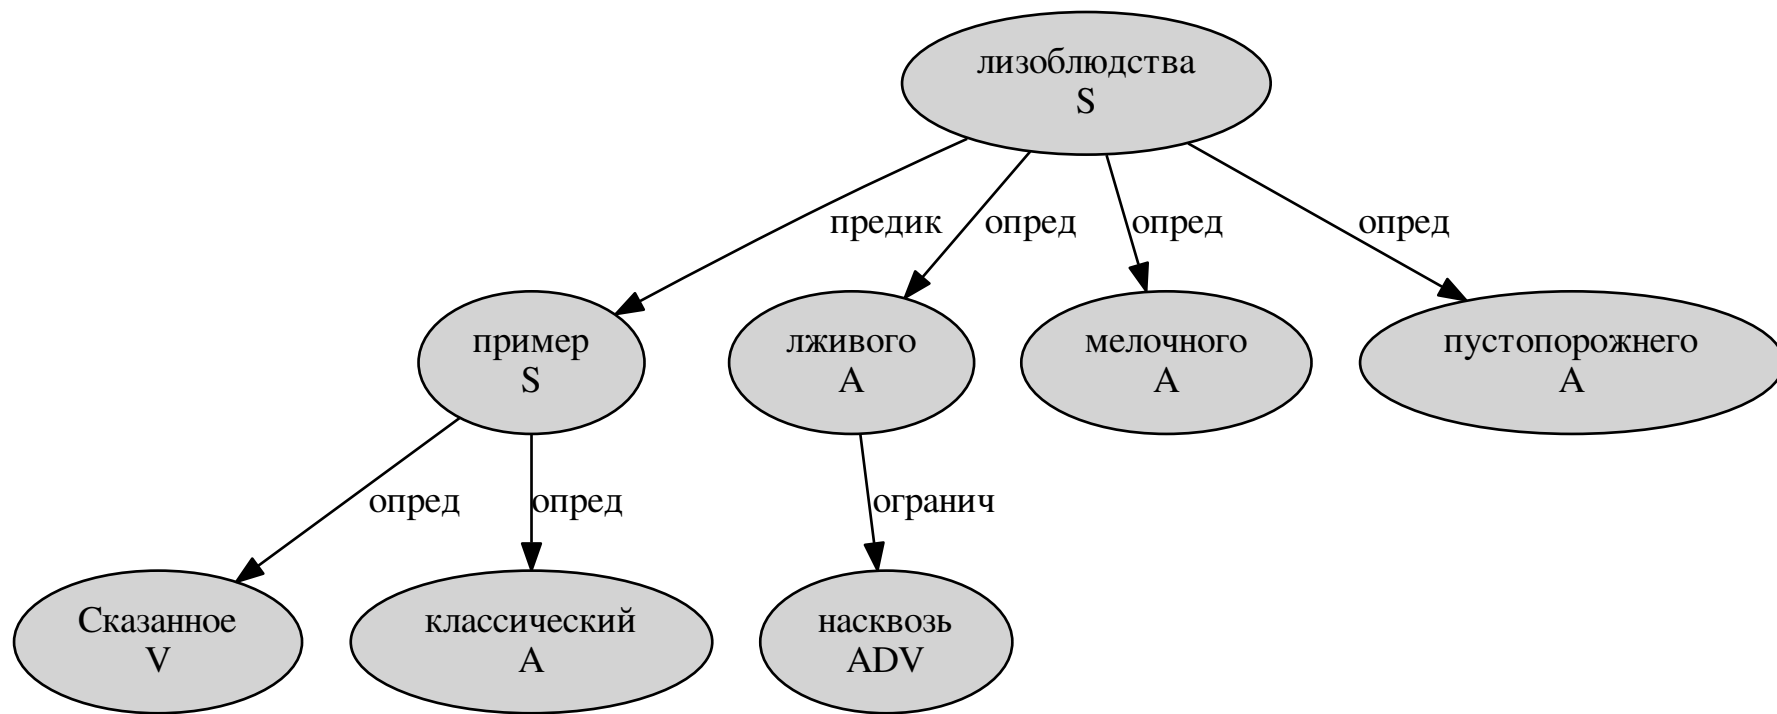 лизоблюдства
S
предик
опред
опред
опред
пример
S
лживого
A
мелочного
A
пустопорожнего
A
опред
опред
огранич
Сказанное
V
классический
A
насквозь
ADV